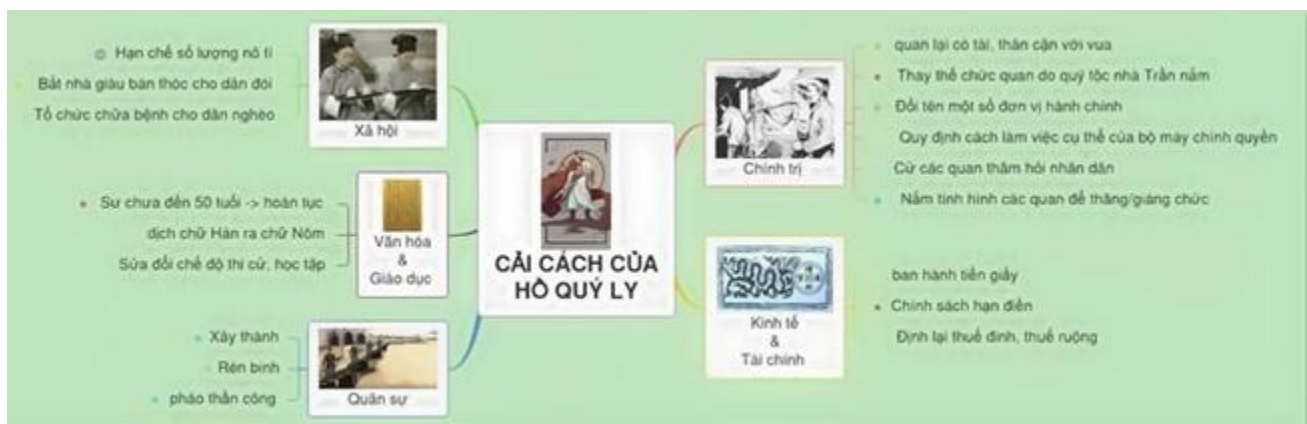 Hạn chế số lượng nô tì
Bắt nhà giàu bán thóc cho dân đói
Tổ chức chữa bệnh cho dân nghèo
Xã hội
Sư chưa đến 50 tuổi -> hoàn tục
dịch chữ Hán ra chữ Nôm
Sửa đổi chế độ thi cử, học tập
Văn hóa
&
Giáo dục
Xây thành
Rèn binh
pháo thần công
Quân sự
CẢI CÁCH CỦA
HỒ QUÝ LY
Chính trị
quan lại có tài, thân cận với vua
Thay thế chức quan do quý tộc nhà Trần nắm
Đổi tên một số đơn vị hành chính
Quy định cách làm việc cụ thể của bộ máy chính quyền
Cử các quan thăm hỏi nhân dân
Nắm tình hình các quan để thăng/giáng chức
Kinh tế
&
Tài chính
ban hành tiền giấy
Chính sách hạn điền
Định lại thuế đinh, thuế ruộng